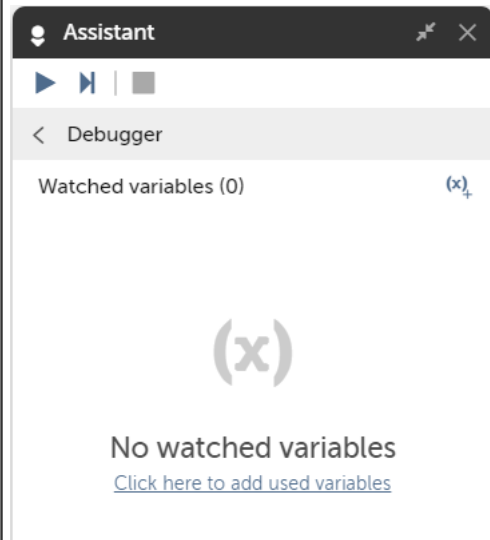 Assistant
Debugger
Watched variables (0)
(x)+
(x)
No watched variables
Click here to add used variables